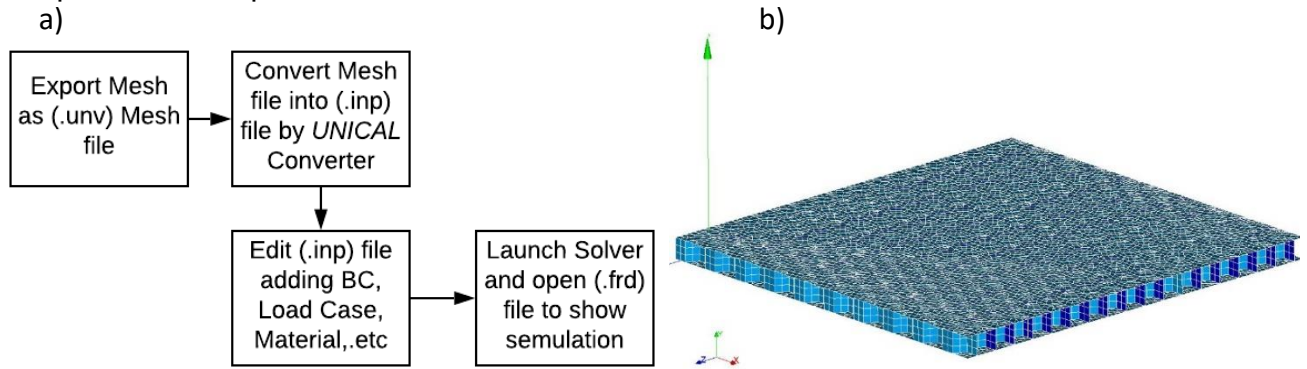 a)
Export Mesh
as (.unv) Mesh
file
Convert Mesh
file into (.inp)
file by UNICAL
Converter
Edit (.inp) file
adding BC,
Load Case,
Material,.etc
Launch Solver
and open (.frd)
file to show
semulation
b)
Z
X